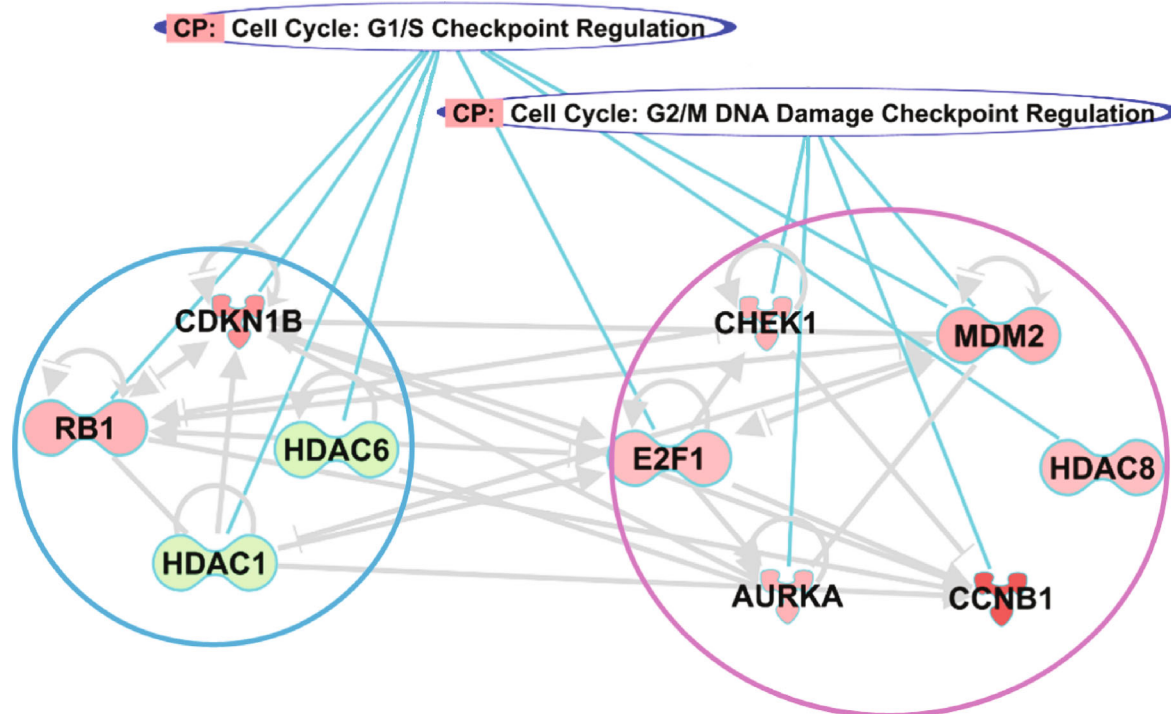 CP: Cell Cycle: G1/S Checkpoint Regulation
CP: Cell Cycle: G2/M DNA Damage Checkpoint Regulation
CDKN1B
CHEK1
MDM2
RB1
HDAC6
E2F1
HDAC8
HDAC1
AURKA
CCNB1